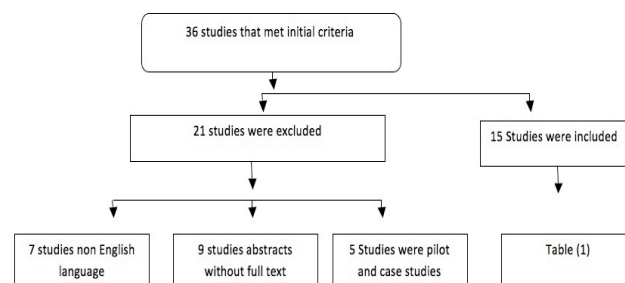 36 studies that met initial criteria
21 studies were excluded
15 Studies were included
7 studies non English
language
9 studies abstracts
without full text
5 Studies were pilot
and case studies
Table (1)